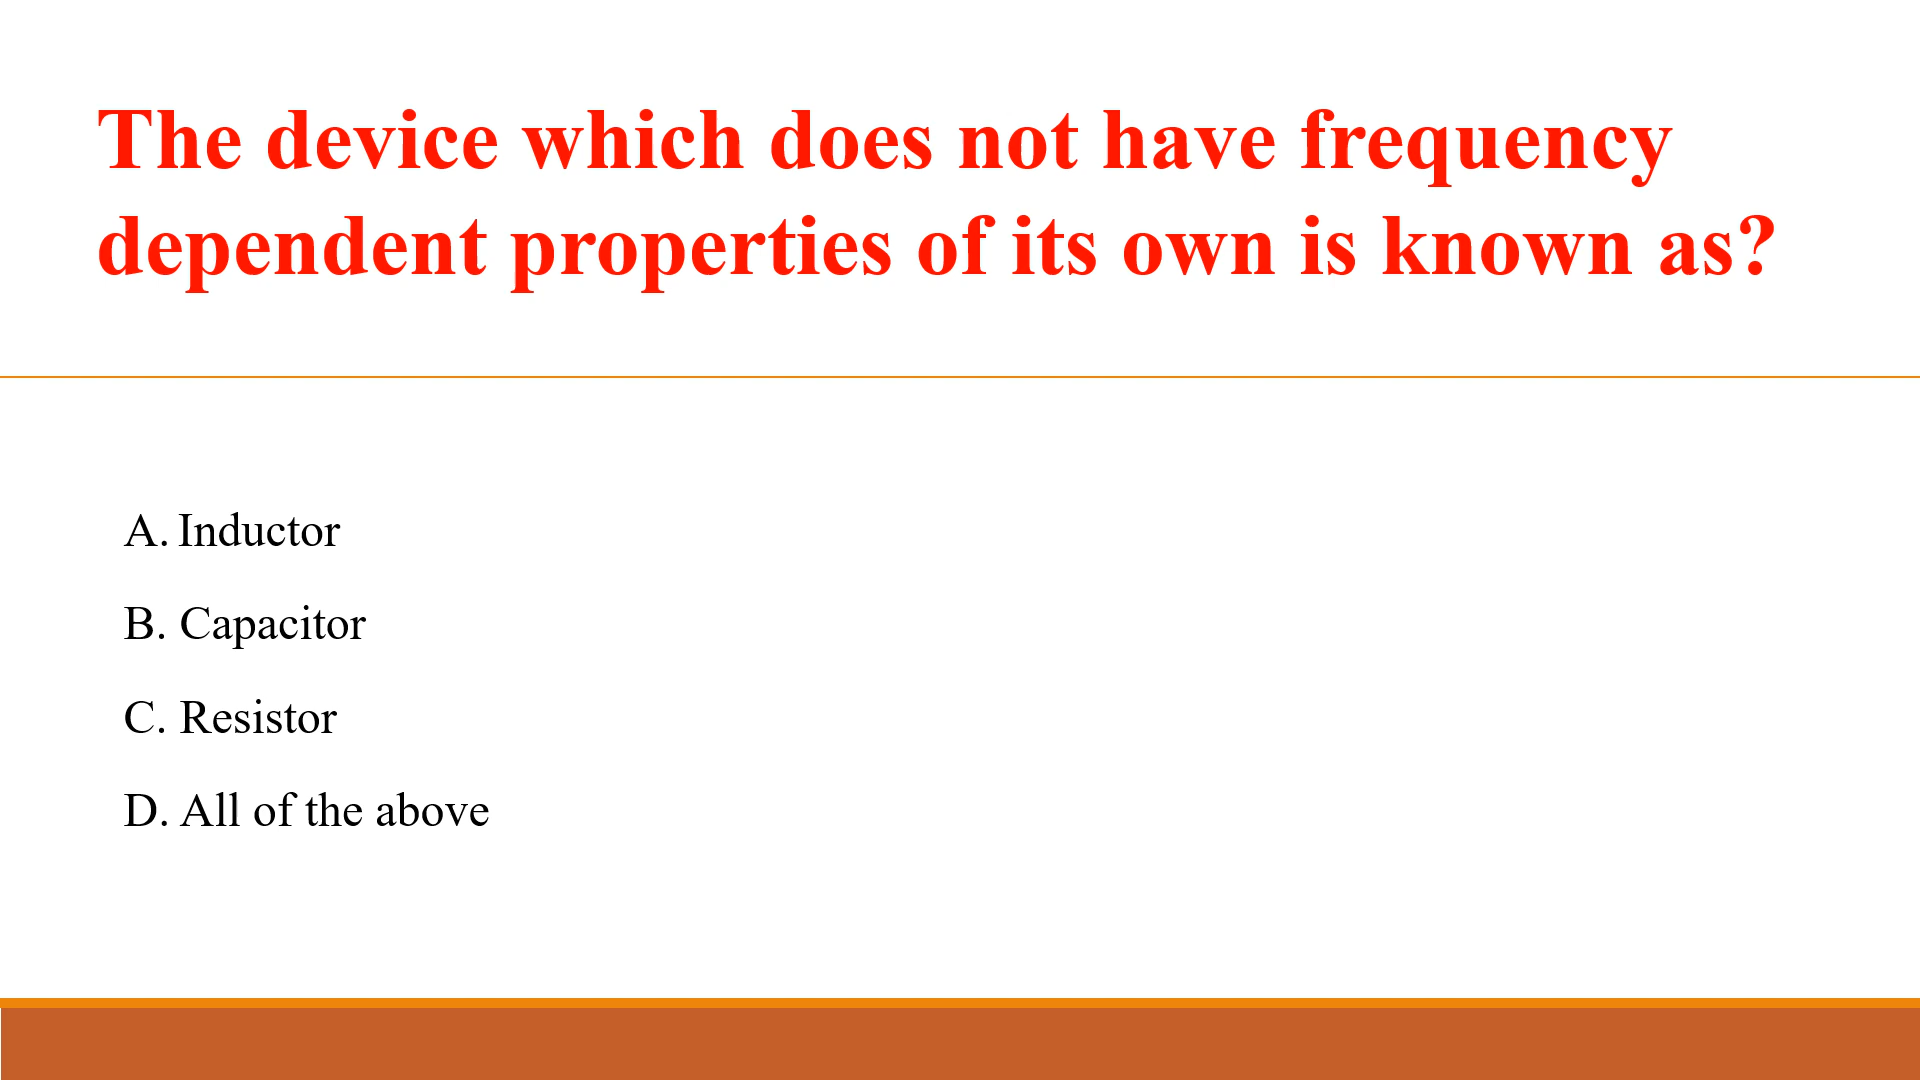 The device which does not have frequency
dependent properties of its own is known as?
A. Inductor
B. Capacitor
C. Resistor
D. All of the above